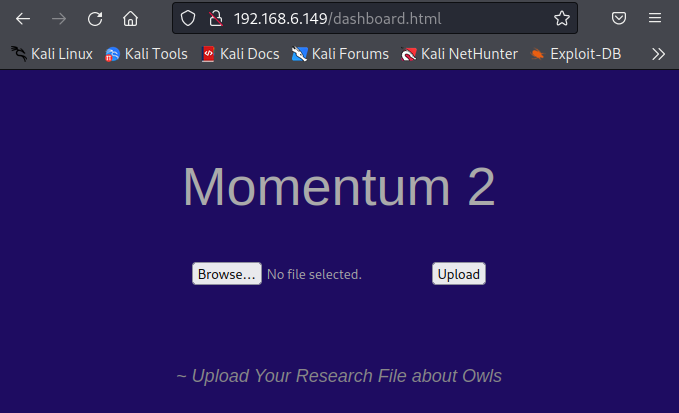 192.168.6.149/dashboard.html
Kali Linux Kali Tools Kali Docs Kali Forums Kali NetHunter Exploit-DB
Momentum 2
Browse... No file selected. Upload
~ Upload Your Research File about Owls